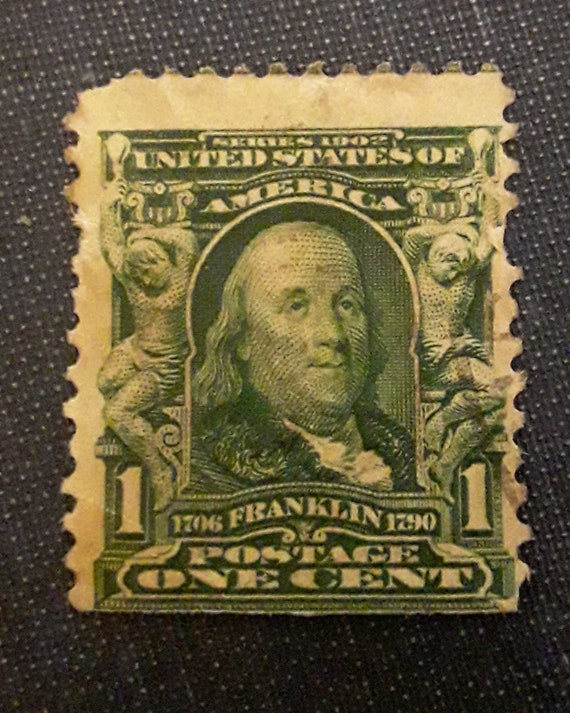 SERIES 1902
UNITED STATES OF
AMERICA
1 1706 FRANKLIN 1790 1
POSTAGE
ONE CENT